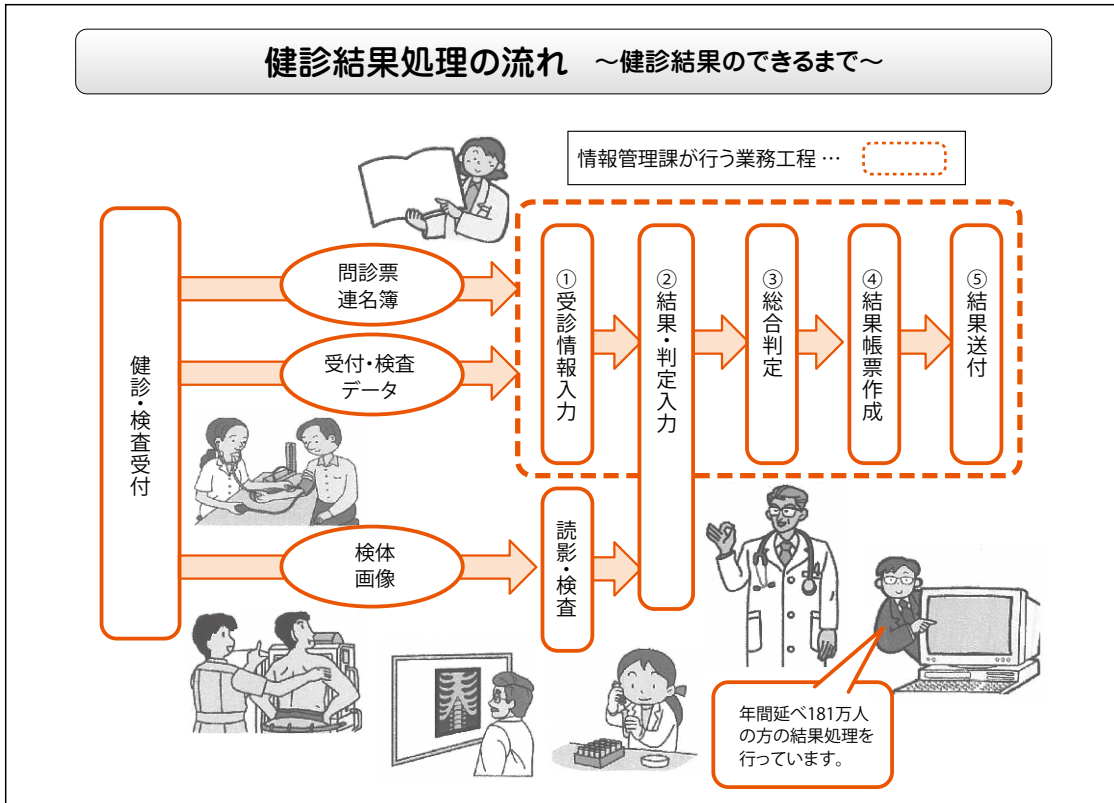 健診結果処理の流れ ～健診結果のできるまで～
情報管理課が行う業務工程…
健診・検査受付
問診票
連名簿
受付・検査
データ
検体
画像
①受診情報入力
読影・検査
②結果・判定入力
③総合判定
④結果帳票作成
⑤結果送付
年間延べ181万人
の方の結果処理を
行っています。